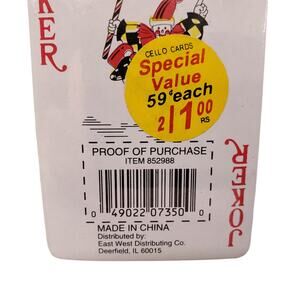 KER
CELLO CARDS
Special
Value
59¢ each
2|1.00
RS
PROOF OF PURCHASE
ITEM 852988
JOKER
0 49022 07350 0
MADE IN CHINA
Distributed by:
East West Distributing Co.
Deerfield, IL 60015